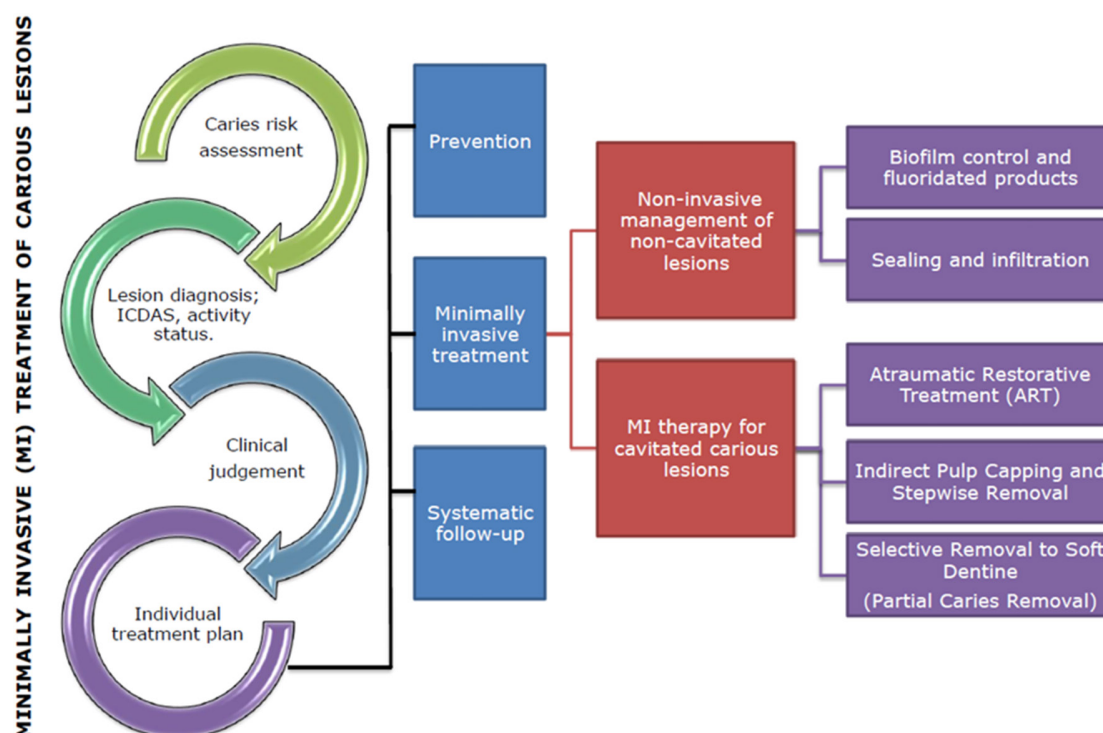 MINIMALLY INVASIVE (MI) TREATMENT OF CARIOUS LESIONS
Caries risk
assessment
Lesion diagnosis;
ICDAS, activity
status.
Clinical
judgement
Individual
treatment plan
Prevention
Minimally
invasive
treatment
Systematic
follow-up
Non-invasive
management of
non-cavitated
lesions
MI therapy for
cavitated carious
lesions
Biofilm control and
fluoridated products
Sealing and infiltration
Atraumatic Restorative
Treatment (ART)
Indirect Pulp Capping and
Stepwise Removal
Selective Removal to Soft
Dentine
(Partial Caries Removal)